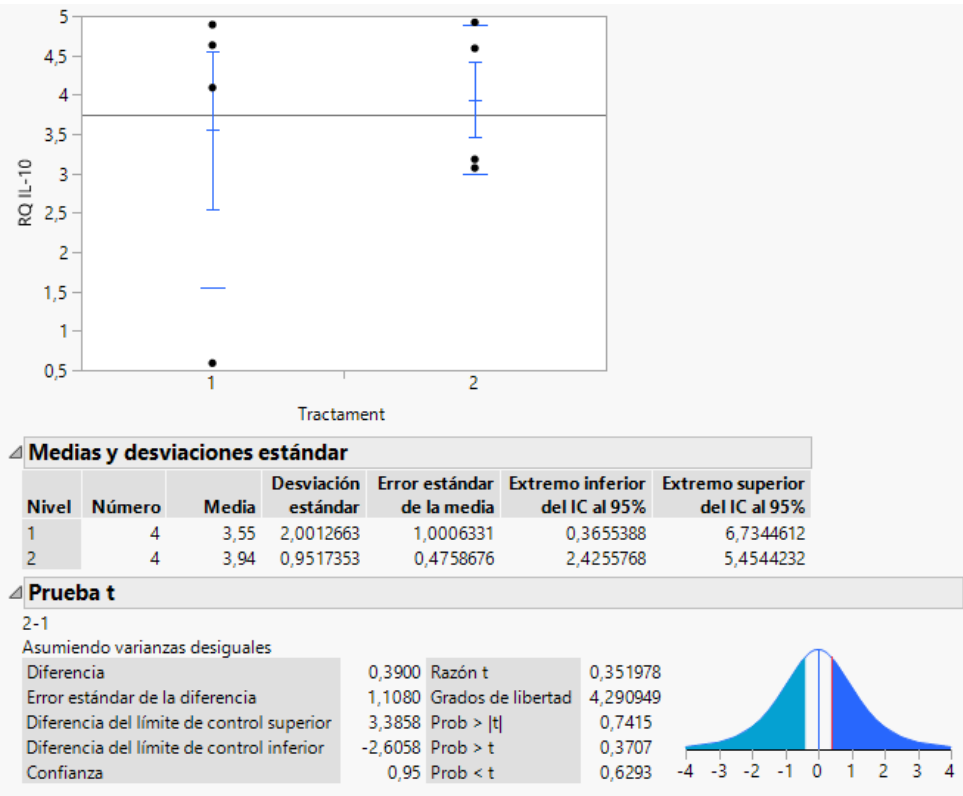 5
4,5
4
3,5
3
2,5
2
1,5
1
0,5
RQ IL-10
1 2
Tractament
Medias y desviaciones estándar
Nivel Número Media Desviación estándar Error estándar de la media Extremo inferior del IC al 95% Extremo superior del IC al 95%
1 4 3,55 2,0012663 1,0006331 0,3655388 6,7344612
2 4 3,94 0,9517353 0,4758676 2,4255768 5,4544232
Prueba t
2-1
Asumiendo varianzas desiguales
Diferencia 0,3900 Razón t 0,351978
Error estándar de la diferencia 1,1080 Grados de libertad 4,290949
Diferencia del límite de control superior 3,3858 Prob > |t| 0,7415
Diferencia del límite de control inferior -2,6058 Prob > t 0,3707
Confianza 0,95 Prob < t 0,6293
-4 -3 -2 -1 0 1 2 3 4